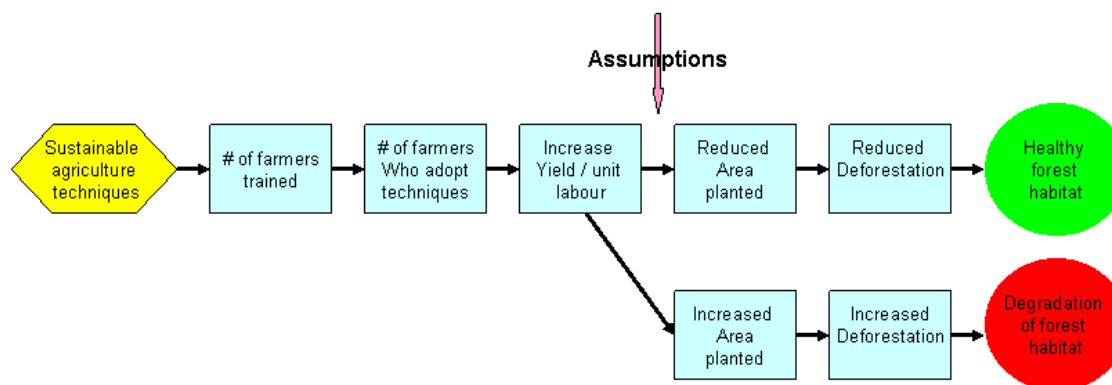 Assumptions
Sustainable
agriculture
techniques
# of farmers
trained
# of farmers
Who adopt
techniques
Increase
Yield / unit
labour
Reduced
Area
planted
Reduced
Deforestation
Healthy
forest
habitat
Increased
Area
planted
Increased
Deforestation
Degradation
of forest
habitat